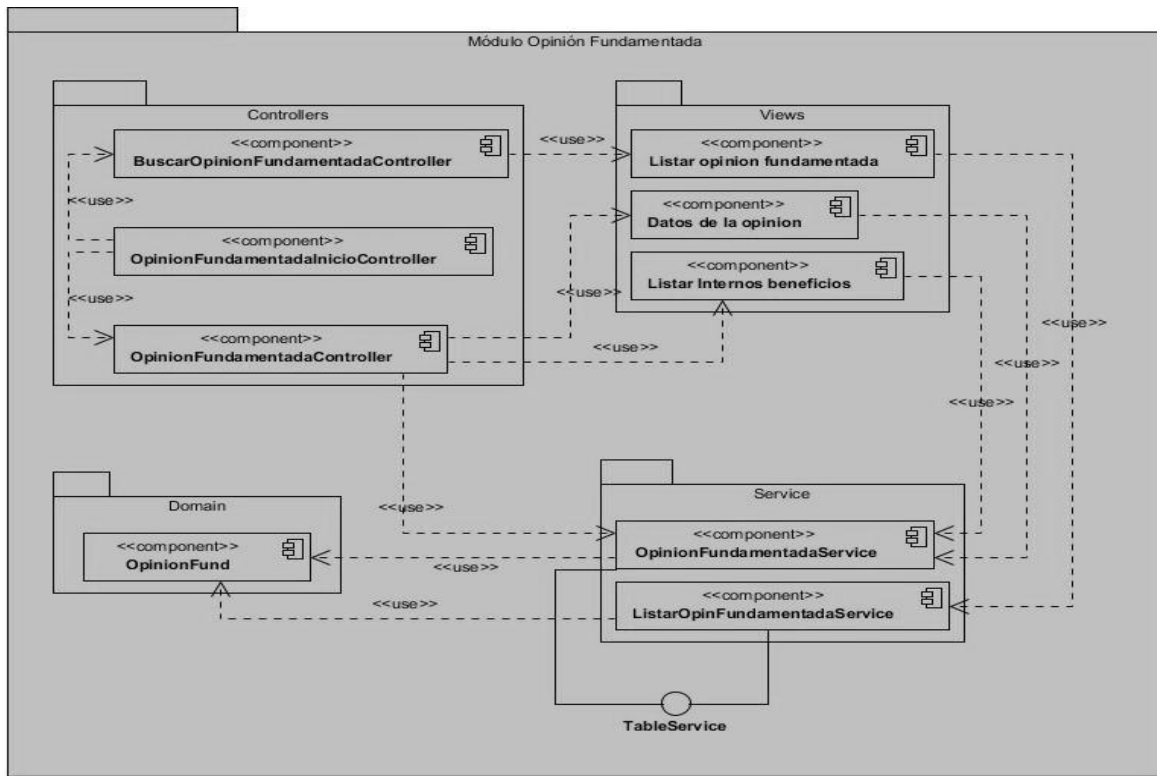 Módulo Opinión Fundamentada
Controllers
<<component>>
BuscarOpinionFundamentadaController
<<use>>
<<component>>
OpinionFundamentadaInicioController
<<use>>
<<component>>
OpinionFundamentadaController
<<use>>
Views
<<component>>
Listar opinion fundamentada
<<component>>
Datos de la opinion
<<component>>
Listar Internos beneficios
<<use>>
<<use>>
<<use>>
<<use>>
<<use>>
<<use>>
Domain
<<component>>
OpinionFund
<<use>>
<<use>>
Service
<<component>>
OpinionFundamentadaService
<<component>>
ListarOpinFundamentadaService
TableService